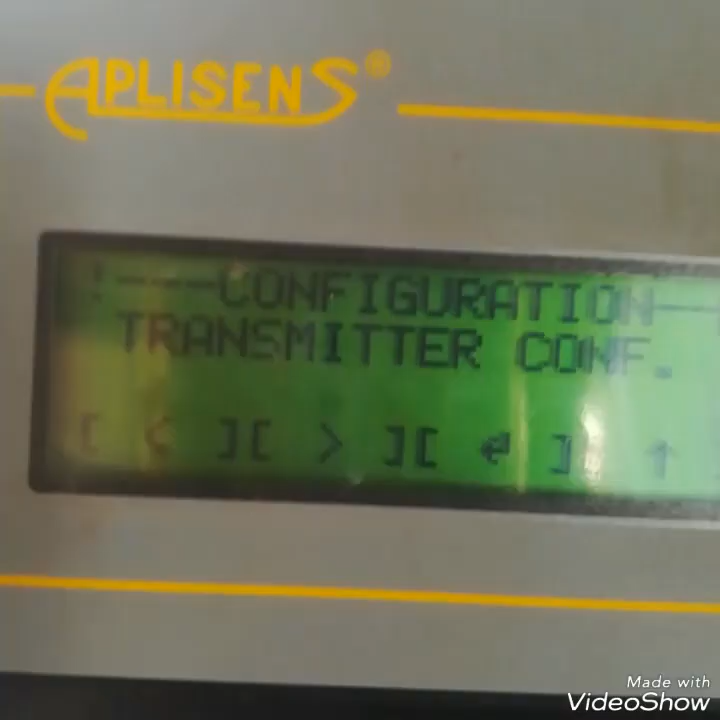 APLISENS®
!---CONFIGURATION--
TRANSMITTER CONF.
[ < ][ > ][ ↵ ][ ↑
Made with
VideoShow